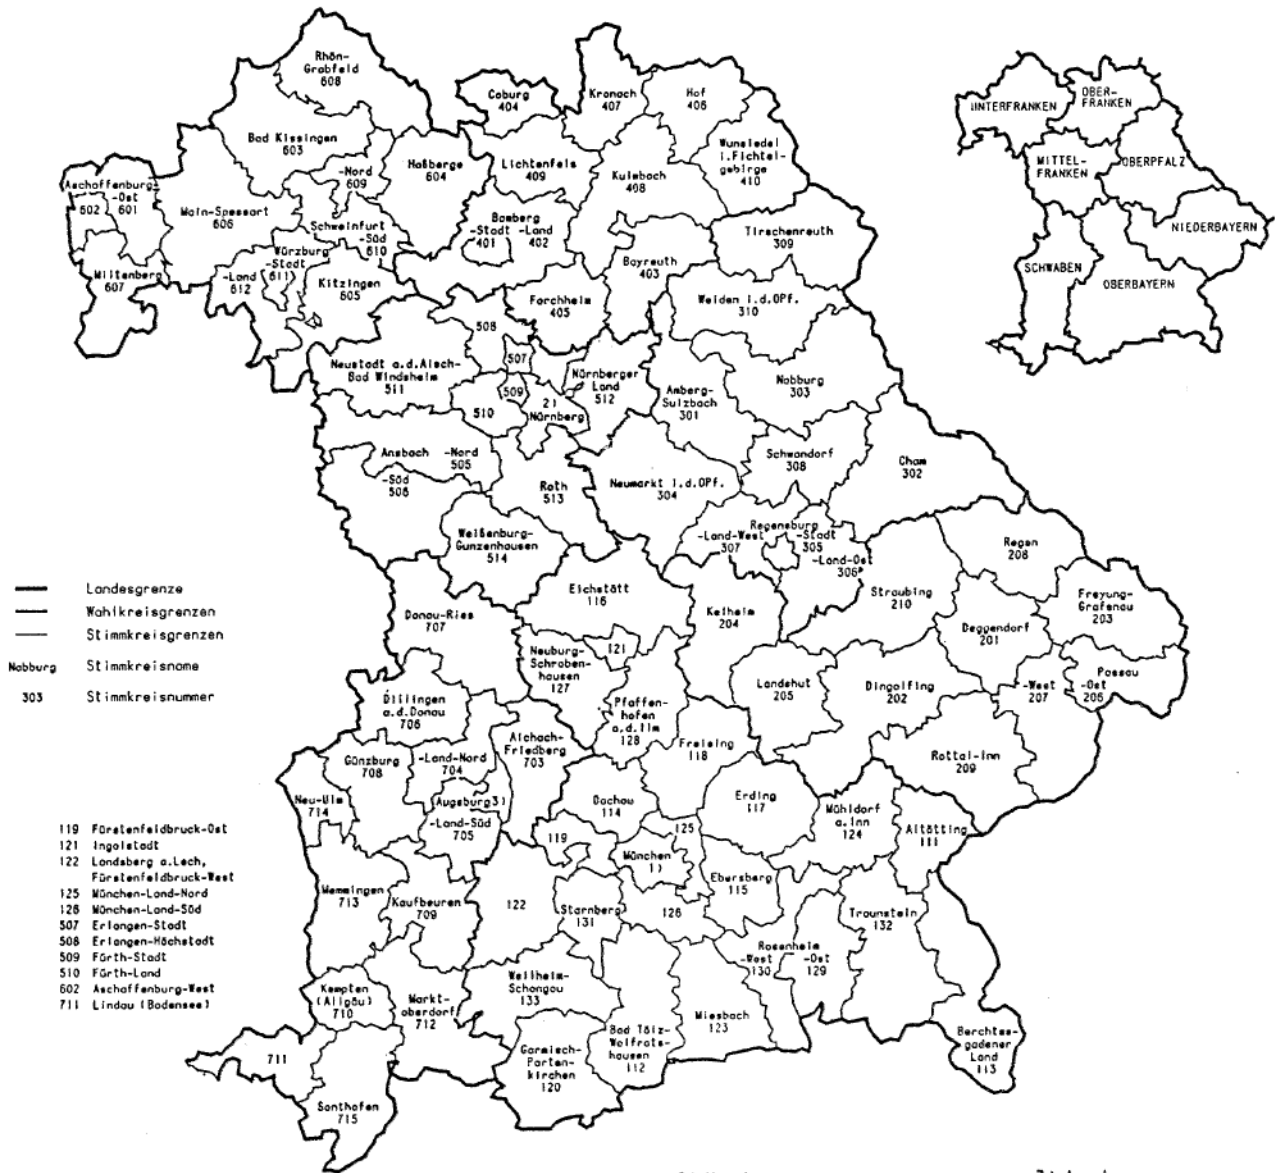 Rhön-
Grabfeld
608
Coburg
404
Kronach
407
Hof
406
Bad Kissingen
603
-Nord
609
Haßberge
604
Lichtenfels
409
Kulmbach
408
Wunsiedel
i.Fichtel-
gebirge
410
Aschaffenburg
-Ost
602 601
Main-Spessart
606
Schweinfurt
-Süd
610
Bamberg
-Stadt -Land
401 402
Bayreuth
403
Tirschenreuth
309
Miltenberg
607
Würzburg
-Stadt
611
-Land
612
Kitzingen
605
Forchheim
405
Weiden i.d.OPf.
310
508
507
Neustadt a.d.Aisch-
Bad Windsheim
511
509
510
2)
Nürnberg
Nürnberger
Land
512
Amberg-
Sulzbach
301
Nabburg
303
Ansbach -Nord
505
-Süd
506
Roth
513
Neumarkt i.d.OPf.
304
Schwandorf
308
Cham
302
Weißenburg-
Gunzenhausen
514
Regensburg
-Land-West
307
-Stadt
305
-Land-Ost
306
Regen
208
Straubing
210
Freyung-
Grafenau
203
Eichstätt
116
Kelheim
204
Deggendorf
201
Donau-Ries
707
Neuburg-
Schroben-
hausen
127
121
Landshut
205
Dingolfing
202
-West
207
Passau
-Ost
206
Dillingen
a.d.Donau
706
Pfaffen-
hofen
a.d.Ilm
128
Aichach-
Friedberg
703
Freising
118
Rottal-Inn
209
Günzburg
708
-Land-Nord
704
Augsburg3)
-Land-Süd
705
Neu-Ulm
714
Dachau
114
Erding
117
Mühldorf
a.Inn
124
Altötting
111
119
125
München
1)
Ebersberg
115
Memmingen
713
Kaufbeuren
709
122
Starnberg
131
126
Traunstein
132
Rosenheim
-West
130
-Ost
129
Kempten
(Allgäu)
710
Markt-
oberdorf
712
Weilheim-
Schongau
133
Bad Tölz-
Wolfrats-
hausen
112
Miesbach
123
Garmisch-
Parten-
kirchen
120
Berchtes-
gadener
Land
113
711
Sonthofen
715
UNTERFRANKEN
OBER-
FRANKEN
MITTEL-
FRANKEN
OBERPFALZ
NIEDERBAYERN
SCHWABEN
OBERBAYERN
Landesgrenze
Wahlkreisgrenzen
Stimmkreisgrenzen
Nabburg Stimmkreisname
303 Stimmkreisnummer
119 Fürstenfeldbruck-Ost
121 Ingolstadt
122 Landsberg a.Lech,
Fürstenfeldbruck-West
125 München-Land-Nord
126 München-Land-Süd
507 Erlangen-Stadt
508 Erlangen-Höchstadt
509 Fürth-Stadt
510 Fürth-Land
602 Aschaffenburg-West
711 Lindau (Bodensee)